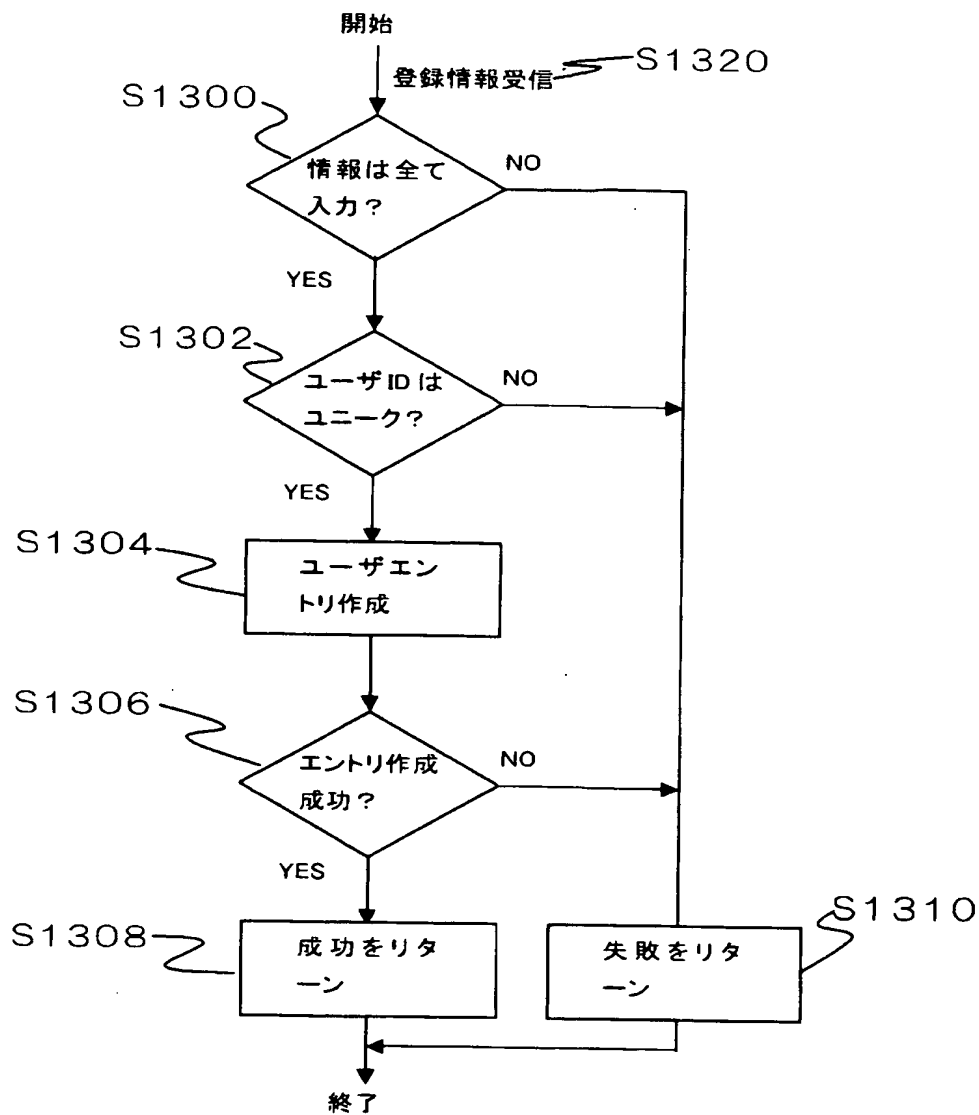 開始
登録情報受信
S1320
S1300
情報は全て
入力？
NO
YES
S1302
ユーザIDは
ユニーク？
NO
YES
S1304
ユーザエン
トリ作成
S1306
エントリ作成
成功？
NO
YES
S1308
成功をリタ
ーン
S1310
失敗をリタ
ーン
終了